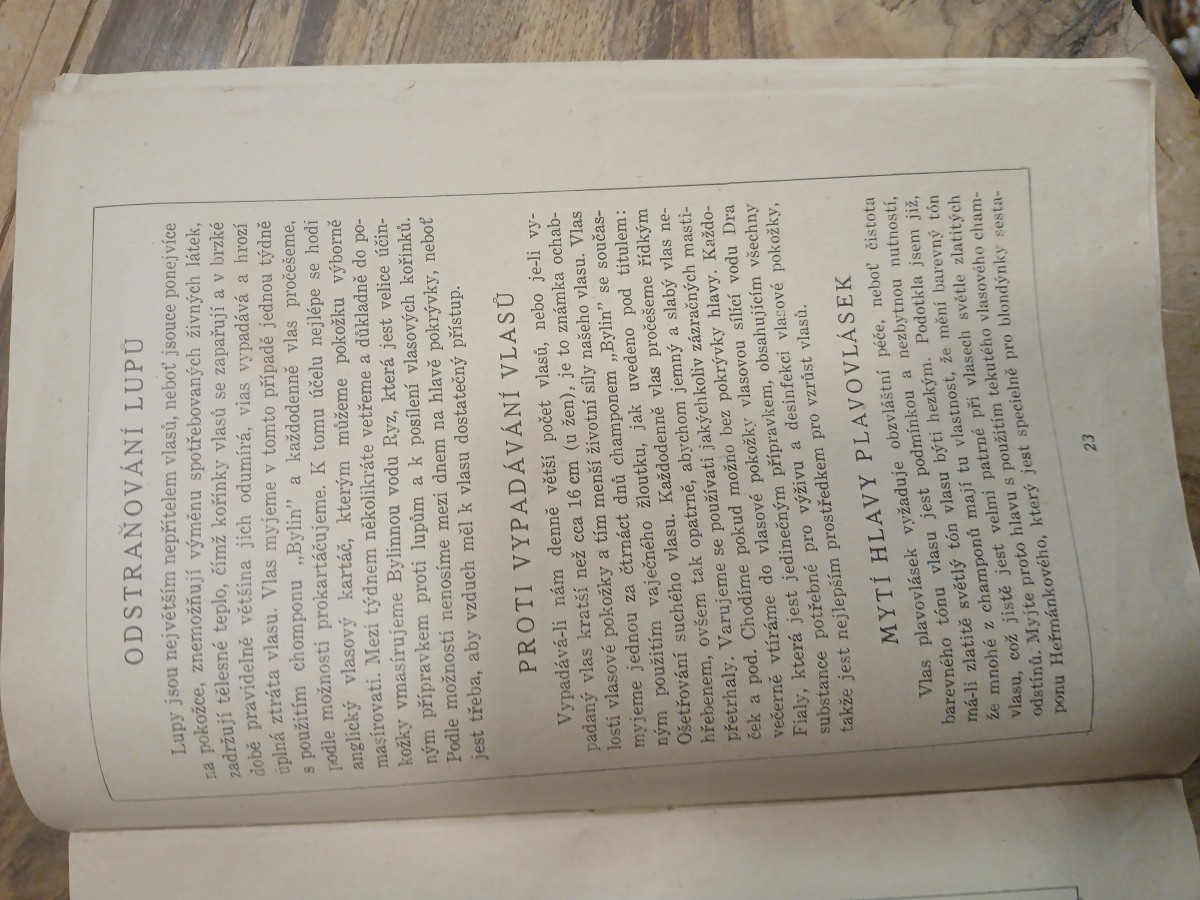 ODSTRAŇOVÁNÍ LUPŮ
Lupy jsou největším nepřítelem vlasů, neboť jsouce ponejvíce
na pokožce, znemožňují výměnu spotřebovaných živných látek,
zadržují tělesné teplo, čímž kořínky vlasů se zapařují a v brzké
době pravidelně většina jich odumírá, vlas vypadává a hrozí
úplná ztráta vlasu. Vlas myjeme v tomto případě jednou týdně
s použitím chomponu „Bylin" a každodenně vlas pročešeme,
podle možnosti prokartáčujeme. K tomu účelu nejlépe se hodí
anglický vlasový kartáč, kterým můžeme pokožku výborně
masírovati. Mezi týdnem několikráte vetřeme a důkladně do po-
kožky vmasírujeme Bylinnou vodu Ryz, která jest velice účin-
ným přípravkem proti lupům a k posílení vlasových kořínků.
Podle možnosti nenosíme mezi dnem na hlavě pokrývky, neboť
jest třeba, aby vzduch měl k vlasu dostatečný přístup.
PROTI VYPADÁVÁNÍ VLASŮ
Vypadává-li nám denně větší počet vlasů, nebo je-li vy-
padaný vlas kratší než cca 16 cm (u žen), je to známka ochab-
losti vlasové pokožky a tím menší životní síly našeho vlasu. Vlas
myjeme jednou za čtrnáct dnů champonem „Bylin" se součas-
ným použitím vaječného žloutku, jak uvedeno pod titulem:
Ošetřování suchého vlasu. Každodenně vlas pročešeme řídkým
hřebenem, ovšem tak opatrně, abychom jemný a slabý vlas ne-
přetrhaly. Varujeme se používati jakýchkoliv zázračných masti-
ček a pod. Chodíme pokud možno bez pokrývky hlavy. Každo-
večerně vtíráme do vlasové pokožky vlasovou sílící vodu Dra
Fialy, která jest jedinečným přípravkem, obsahujícím všechny
substance potřebné pro výživu a desinfekci vlasové pokožky,
takže jest nejlepším prostředkem pro vzrůst vlasů.
MYTÍ HLAVY PLAVOVLÁSEK
Vlas plavovlásek vyžaduje obzvláštní péče, neboť čistota
barevného tónu vlasu jest podmínkou a nezbytnou nutností,
má-li zlatitě světlý tón vlasu býti hezkým. Podotkla jsem již,
že mnohé z champonů mají tu vlastnost, že mění barevný tón
vlasu, což jistě jest velmi patrné při vlasech světle zlatitých
odstínů. Myjte proto hlavu s použitím tekutého vlasového cham-
ponu Heřmánkového, který jest specielně pro blondýnky sesta-
23